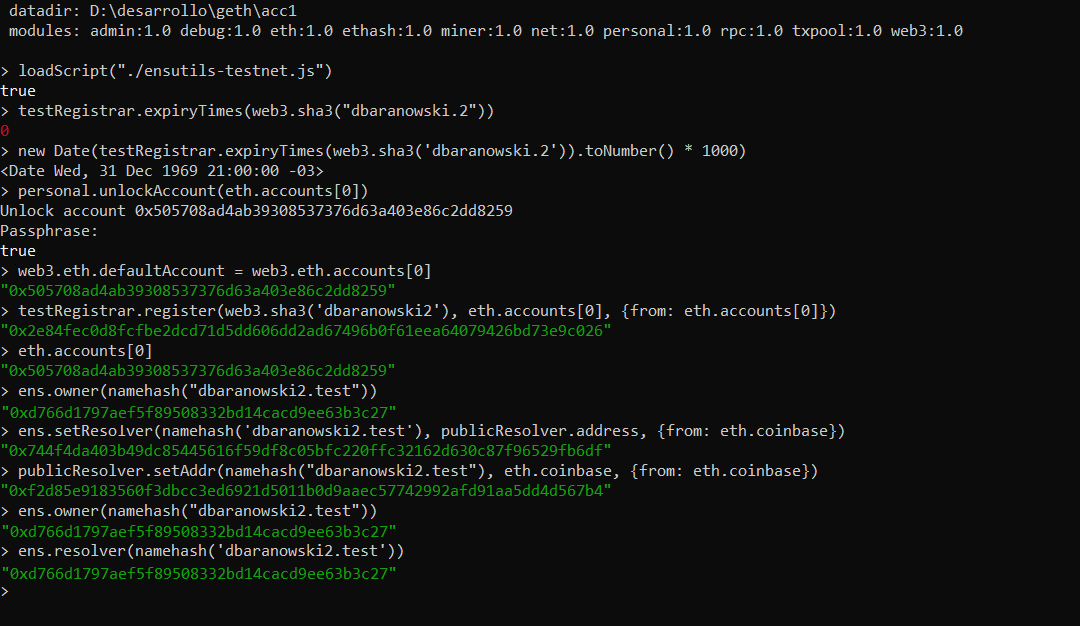 datadir: D:\desarrollo\geth\acc1
modules: admin:1.0 debug:1.0 eth:1.0 ethash:1.0 miner:1.0 net:1.0 personal:1.0 rpc:1.0 txpool:1.0 web3:1.0
> loadScript("./ensutils-testnet.js")
true
> testRegistrar.expiryTimes(web3.sha3("dbaranowski.2"))
0
> new Date(testRegistrar.expiryTimes(web3.sha3('dbaranowski.2')).toNumber() * 1000)
<Date Wed, 31 Dec 1969 21:00:00 -03>
> personal.unlockAccount(eth.accounts[0])
Unlock account 0x505708ad4ab39308537376d63a403e86c2dd8259
Passphrase:
true
> web3.eth.defaultAccount = web3.eth.accounts[0]
"0x505708ad4ab39308537376d63a403e86c2dd8259"
> testRegistrar.register(web3.sha3('dbaranowski2'), eth.accounts[0], {from: eth.accounts[0]})
"0x2e84fec0d8fcfbe2dcd71d5dd606dd2ad67496b0f61eea64079426bd73e9c026"
> eth.accounts[0]
"0x505708ad4ab39308537376d63a403e86c2dd8259"
> ens.owner(namehash("dbaranowski2.test"))
"0xd766d1797aef5f89508332bd14cacd9ee63b3c27"
> ens.setResolver(namehash('dbaranowski2.test'), publicResolver.address, {from: eth.coinbase})
"0x744f4da403b49dc85445616f59df8c05bfc220ffc32162d630c87f96529fb6df"
> publicResolver.setAddr(namehash("dbaranowski2.test"), eth.coinbase, {from: eth.coinbase})
"0xf2d85e9183560f3dbcc3ed6921d5011b0d9aaec57742992afd91aa5dd4d567b4"
> ens.owner(namehash("dbaranowski2.test"))
"0xd766d1797aef5f89508332bd14cacd9ee63b3c27"
> ens.resolver(namehash('dbaranowski2.test'))
"0xd766d1797aef5f89508332bd14cacd9ee63b3c27"
>